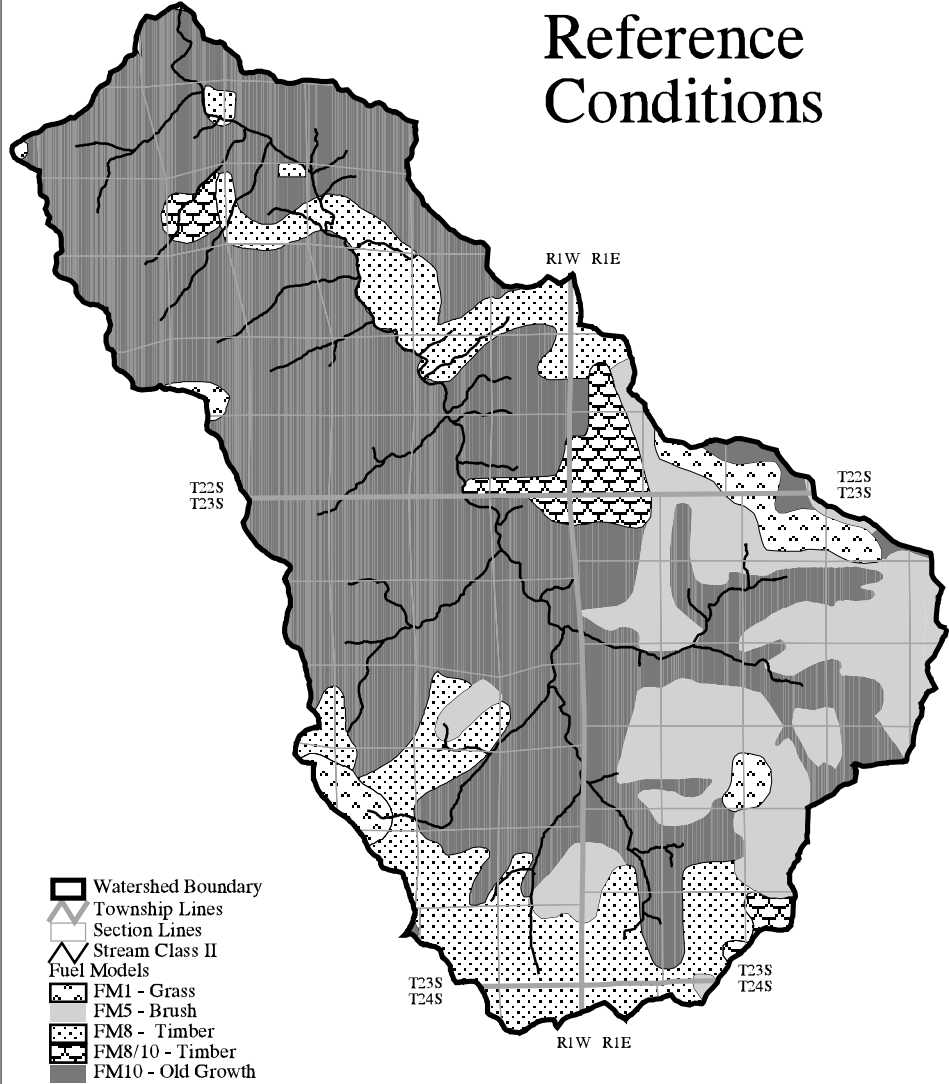 Reference
Conditions
R1W R1E
T22S
T23S
T22S
T23S
Watershed Boundary
Township Lines
Section Lines
Stream Class II
Fuel Models
FM1 - Grass
FM5 - Brush
FM8 - Timber
FM8/10 - Timber
FM10 - Old Growth
T23S
T24S
T23S
T24S
R1W R1E